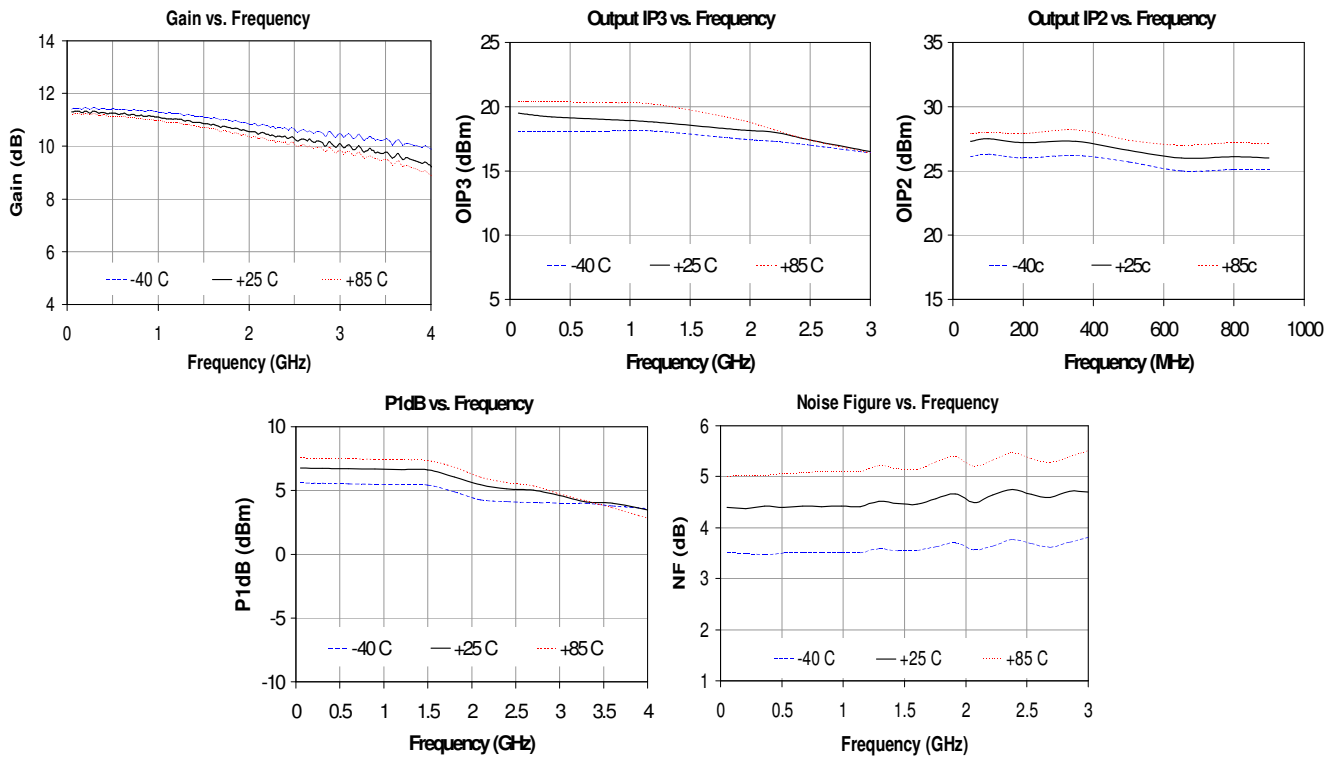 Gain vs. Frequency
14
12
10
8
6
4
Gain (dB)
-40 C
+25 C
+85 C
0
1
2
3
4
Frequency (GHz)
Output IP3 vs. Frequency
25
20
15
10
5
OIP3 (dBm)
-40 C
+25 C
+85 C
0
0.5
1
1.5
2
2.5
3
Frequency (GHz)
Output IP2 vs. Frequency
35
30
25
20
15
OIP2 (dBm)
-40c
+25c
+85c
0
200
400
600
800
1000
Frequency (MHz)
P1dB vs. Frequency
10
5
0
-5
-10
P1dB (dBm)
-40 C
+25 C
+85 C
0
0.5
1
1.5
2
2.5
3
3.5
4
Frequency (GHz)
Noise Figure vs. Frequency
6
5
4
3
2
1
NF (dB)
-40 C
+25 C
+85 C
0
0.5
1
1.5
2
2.5
3
Frequency (GHz)